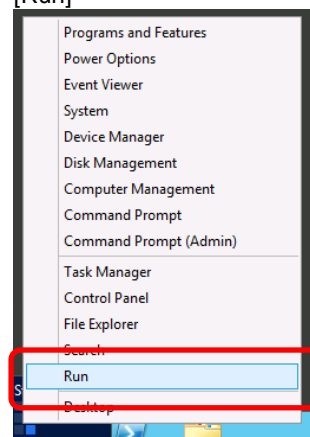 [Run]
Programs and Features
Power Options
Event Viewer
System
Device Manager
Disk Management
Computer Management
Command Prompt
Command Prompt (Admin)
Task Manager
Control Panel
File Explorer
Search
Run
Desktop